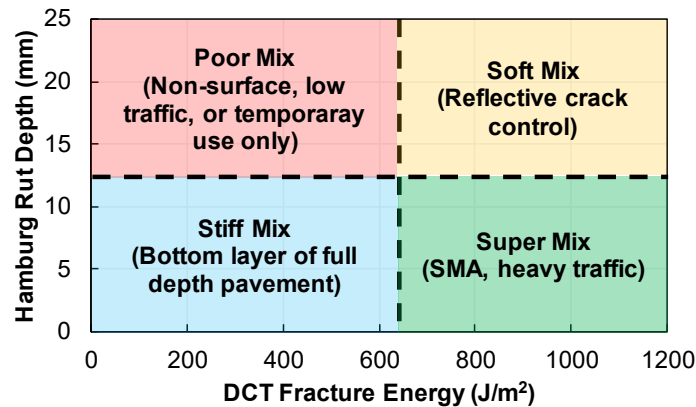 Hamburg Rut Depth (mm)
25
20
15
10
5
0
Poor Mix
(Non-surface, low
traffic, or temporaray
use only)
Soft Mix
(Reflective crack
control)
Stiff Mix
(Bottom layer of full
depth pavement)
Super Mix
(SMA, heavy traffic)
0 200 400 600 800 1000 1200
DCT Fracture Energy (J/m²)